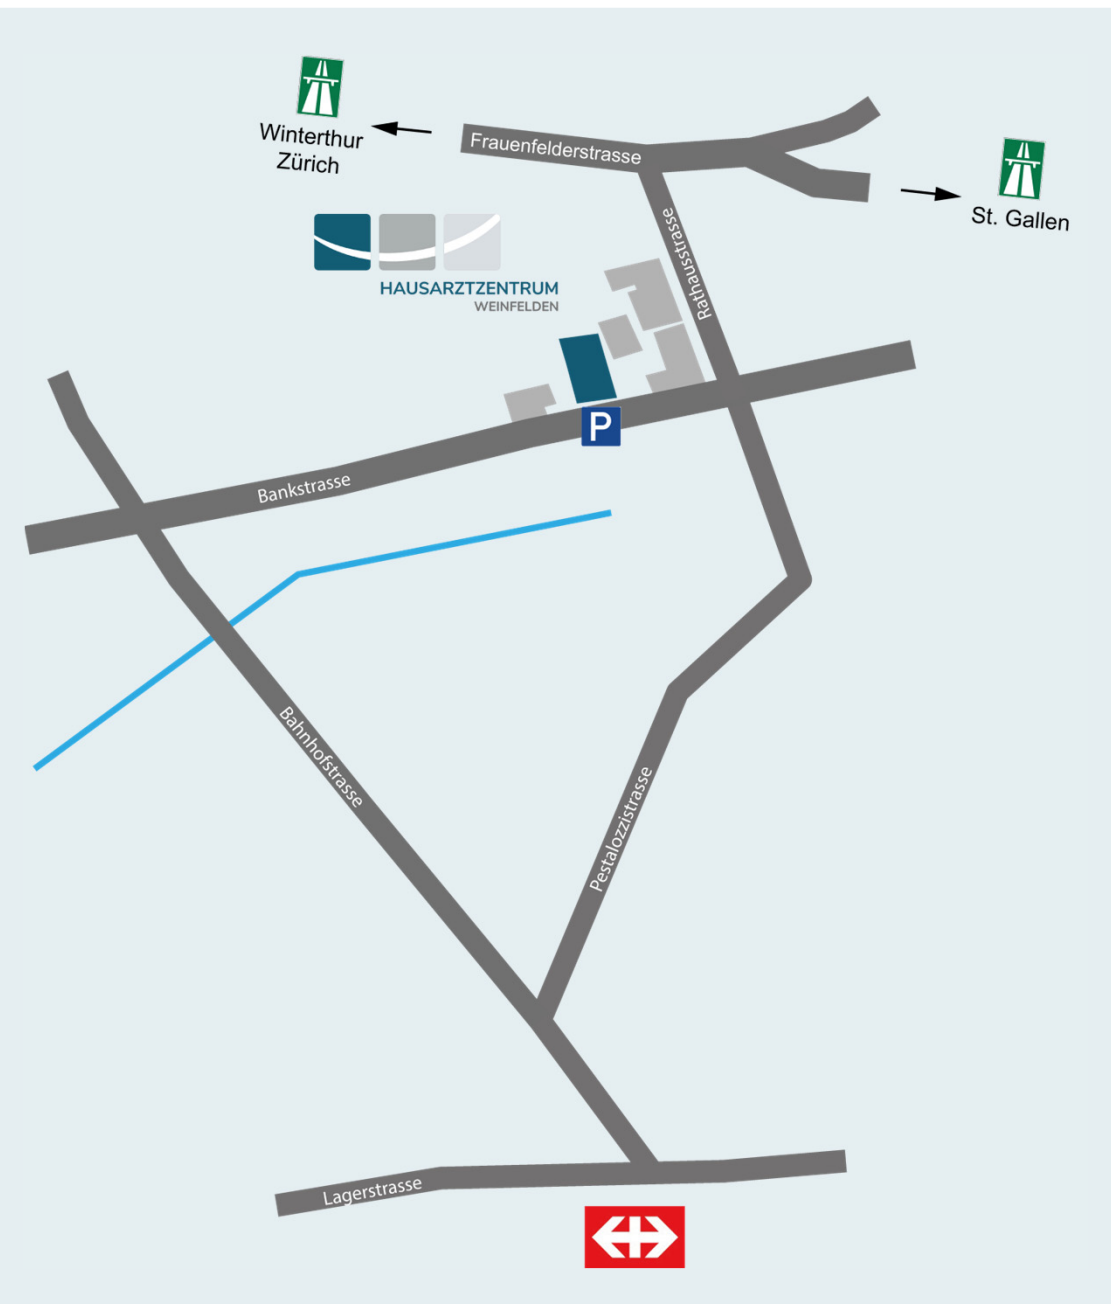 Winterthur
Zürich
Frauenfelderstrasse
St. Gallen
Rathausstrasse
HAUSARZTZENTRUM
WEINFELDEN
P
Bankstrasse
Bahnhofstrasse
Pestalozzistrasse
Lagerstrasse